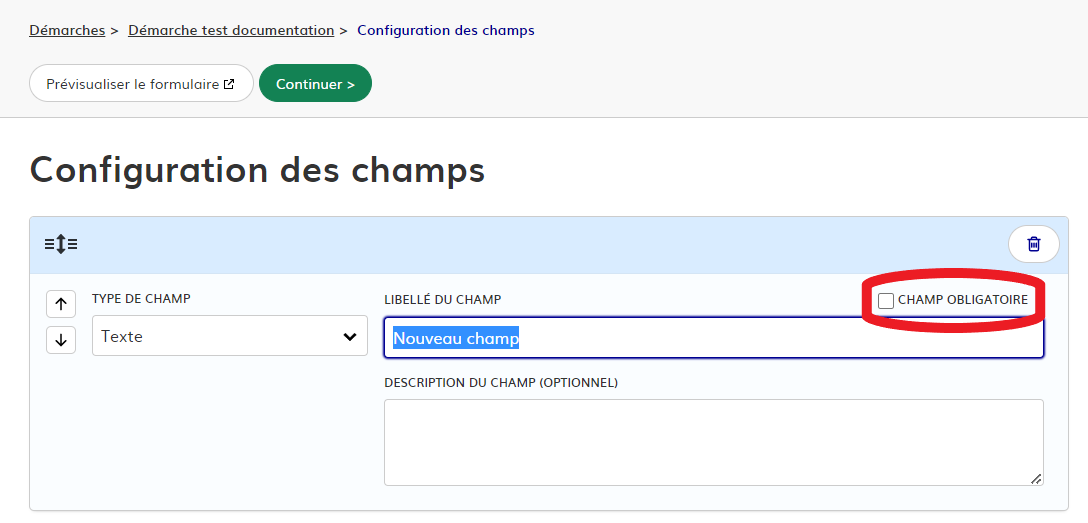 Démarches > Démarche test documentation > Configuration des champs
Prévisualiser le formulaire Continuer >
Configuration des champs
TYPE DE CHAMP LIBELLÉ DU CHAMP CHAMP OBLIGATOIRE
Texte Nouveau champ
DESCRIPTION DU CHAMP (OPTIONNEL)